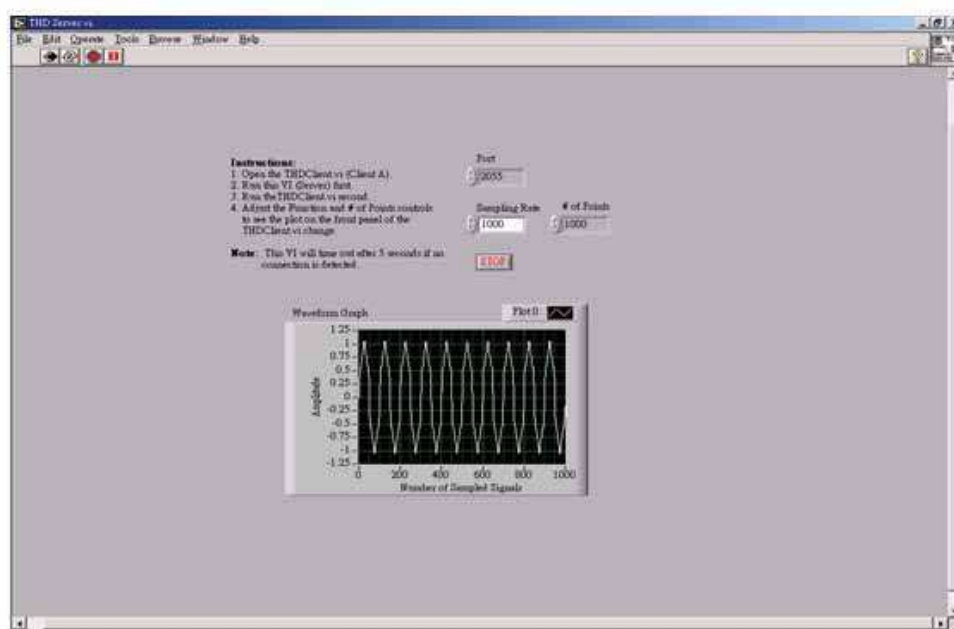 THD Server.vi
File Edit Operate Tools Browse Window Help
Instructions:
1. Open the THDClient.vi (Client A).
2. Run this VI (Server) first.
3. Run the THDClient.vi second.
4. Adjust the Function and # of Points controls
to see the plot on the front panel of the
THDClient.vi change.
Note: This VI will time out after 5 seconds if no
connection is detected.
Port
2055
Sampling Rate # of Points
1000 1000
STOP
Waveform Graph Plot 0
1.25
1
0.75
0.5
0.25
0
-0.25
-0.5
-0.75
-1
-1.25
Amplitude
0 200 400 600 800 1000
Number of Sampled Signals